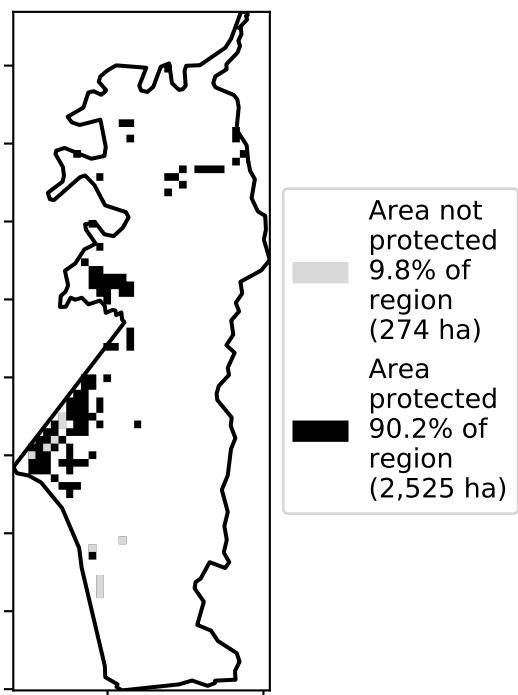 Area not
protected
9.8% of
region
(274 ha)
Area
protected
90.2% of
region
(2,525 ha)